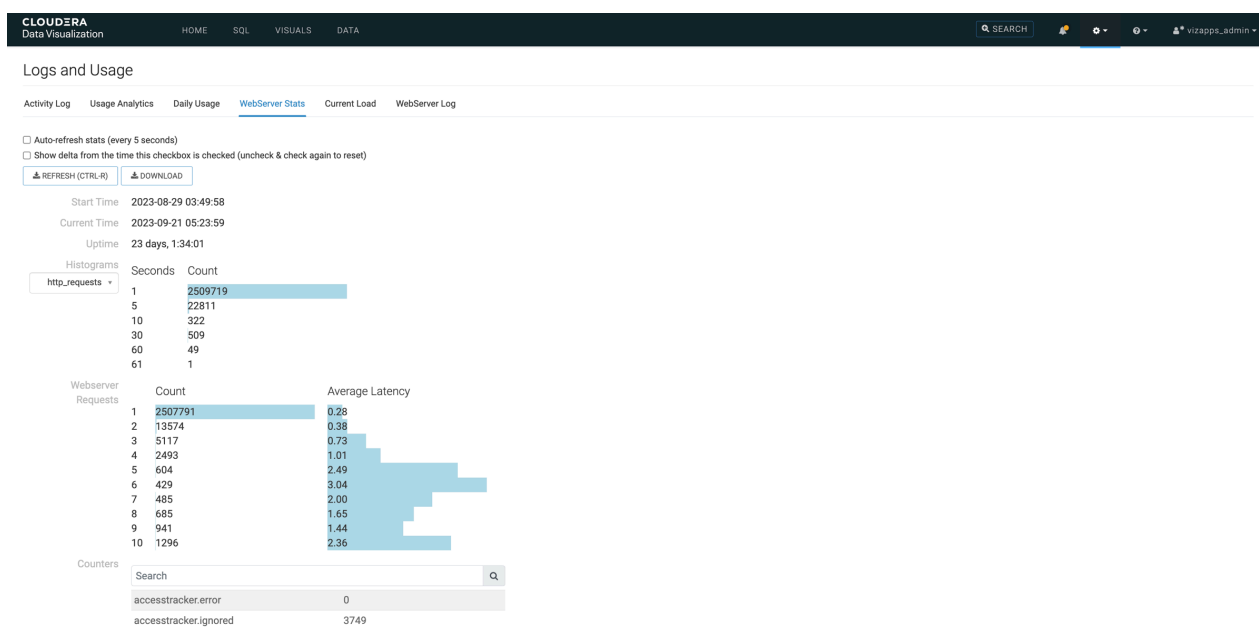 CLOUDERA
Data Visualization
HOME SQL VISUALS DATA
SEARCH
vizapps_admin
Logs and Usage
Activity Log Usage Analytics Daily Usage WebServer Stats Current Load WebServer Log
Auto-refresh stats (every 5 seconds)
Show delta from the time this checkbox is checked (uncheck & check again to reset)
REFRESH (CTRL-R) DOWNLOAD
Start Time 2023-08-29 03:49:58
Current Time 2023-09-21 05:23:59
Uptime 23 days, 1:34:01
Histograms
http_requests
Seconds Count
1 2509719
5 22811
10 322
30 509
60 49
61 1
Webserver Requests
Count Average Latency
1 2507791 0.28
2 13574 0.38
3 5117 0.73
4 2493 1.01
5 604 2.49
6 429 3.04
7 485 2.00
8 685 1.65
9 941 1.44
10 1296 2.36
Counters
Search
accesstracker.error 0
accesstracker.ignored 3749